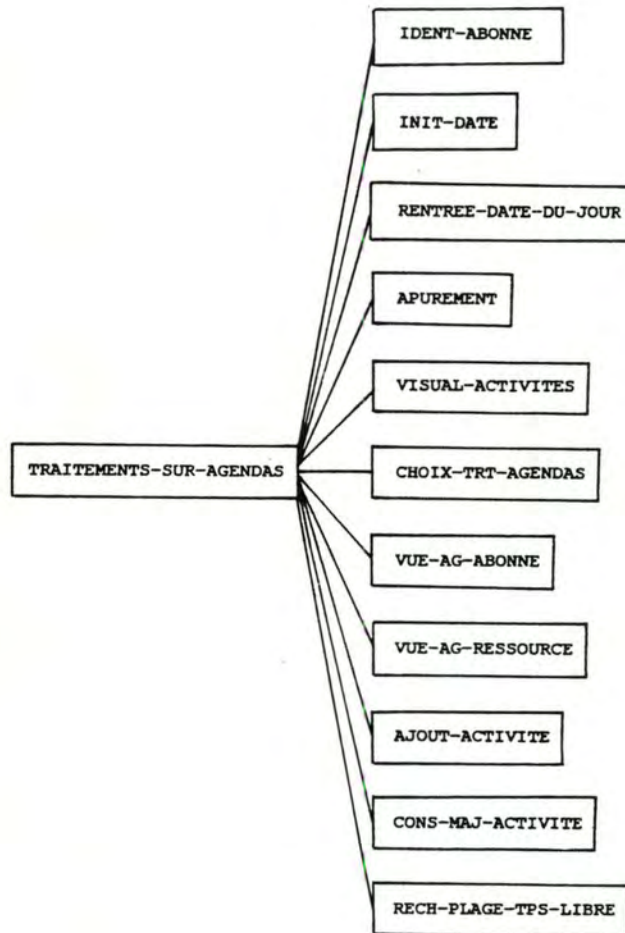 IDENT-ABONNE
INIT-DATE
RENTREE-DATE-DU-JOUR
APUREMENT
VISUAL-ACTIVITES
TRAITEMENTS-SUR-AGENDAS
CHOIX-TRT-AGENDAS
VUE-AG-ABONNE
VUE-AG-RESSOURCE
AJOUT-ACTIVITE
CONS-MAJ-ACTIVITE
RECH-PLAGE-TPS-LIBRE